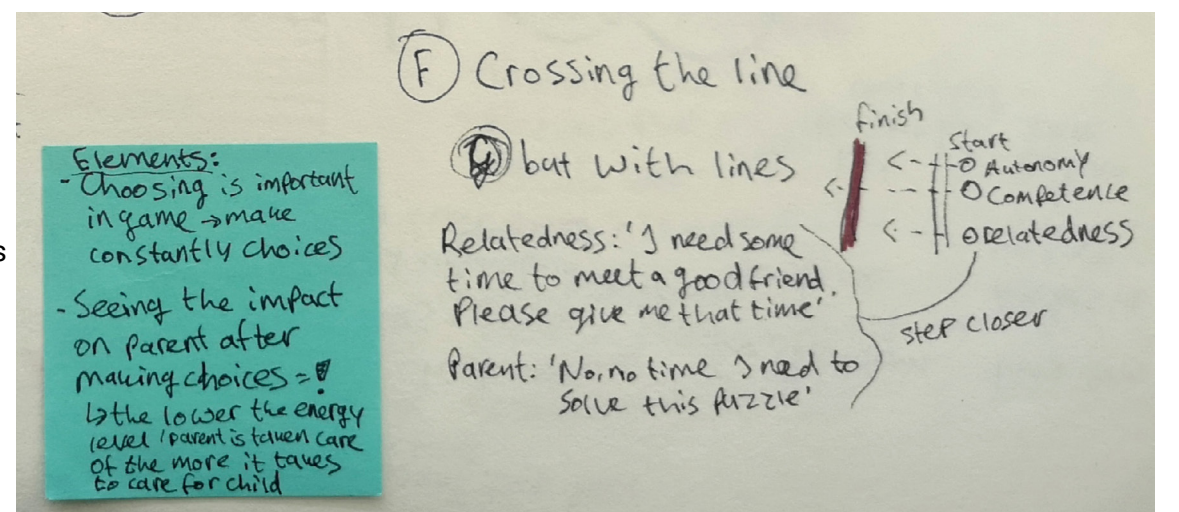 Elements:
- Choosing is important
in game → make
constantly choices
- Seeing the impact
on parent after
making choices = !
↳ the lower the energy
level / parent is taken care
of the more it takes
to care for child
F Crossing the line
but with lines
finish
Start
Autonomy
Competence
relatedness
Relatedness: 'I need some
time to meet a good friend.
Please give me that time'
step closer
Parent: 'No, no time I need to
solve this puzzle'
s